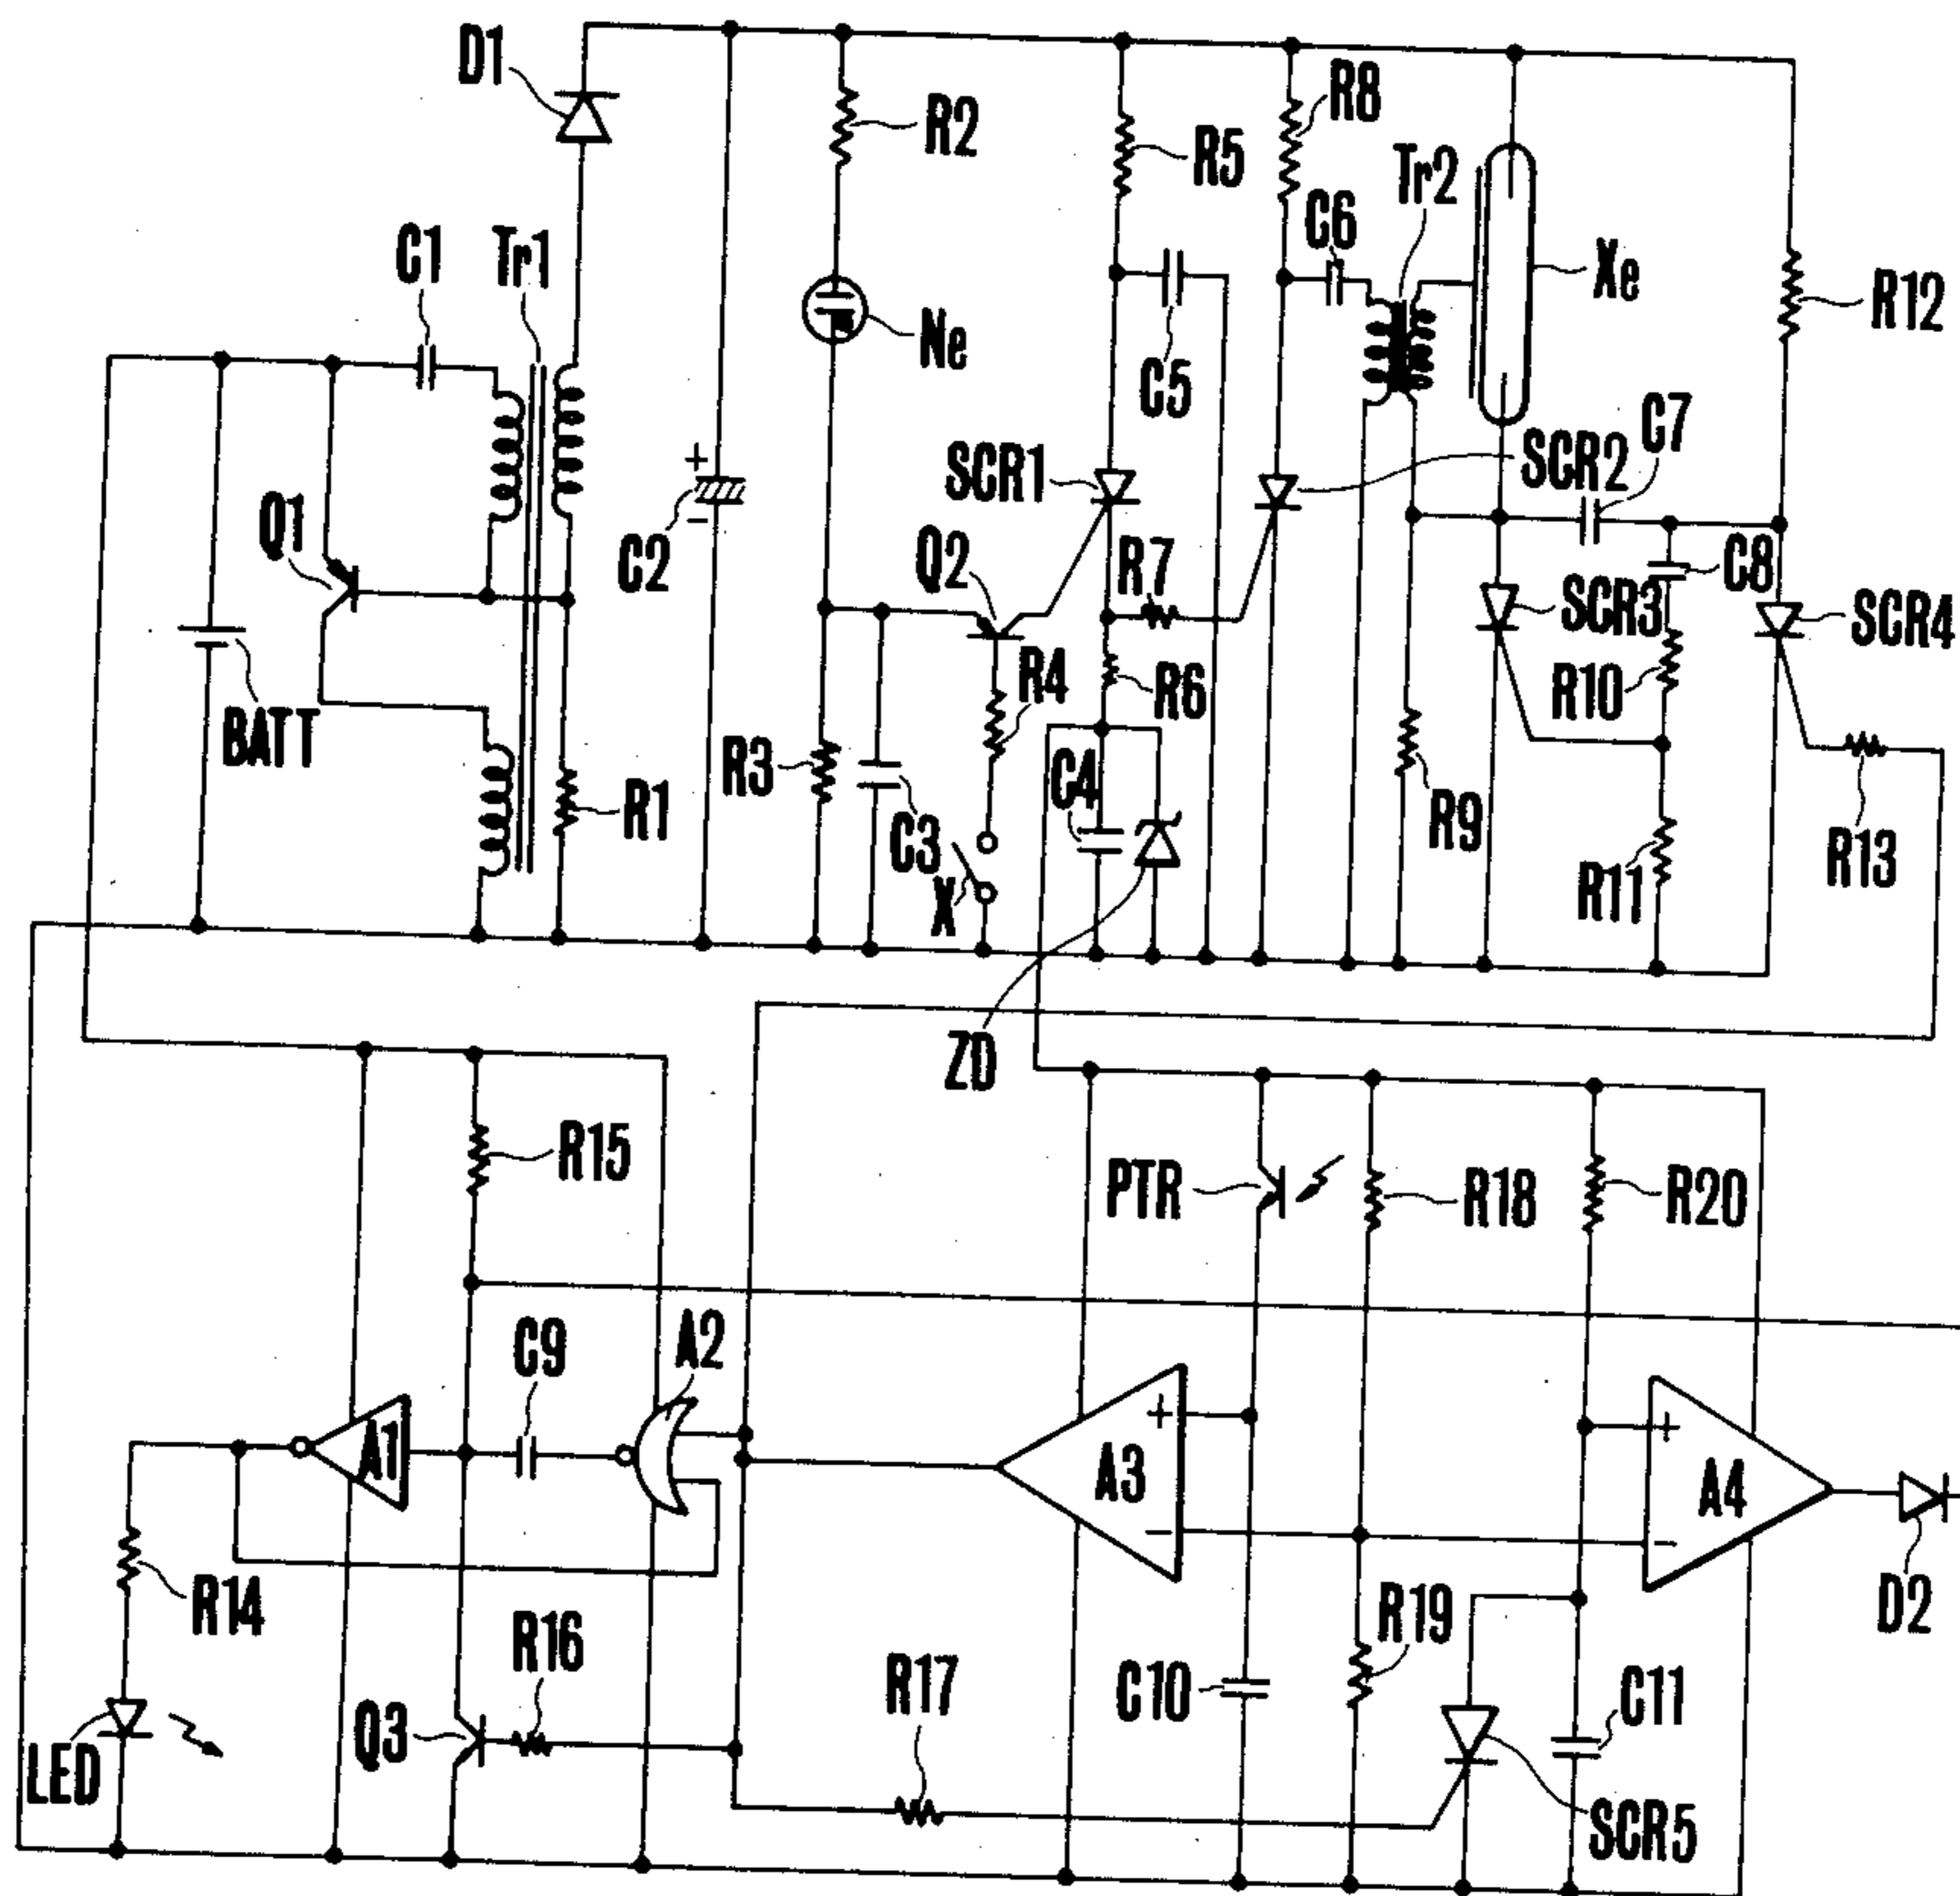 D1
R2
R5
R8
Tr2
Xe
R12
C1
Tr1
C6
Ne
C5
C7
+
SCR1
SCR2
Q1
C2
-
Q2
R7
C8
SCR3
SCR4
BATT
R4
R6
R10
R3
R1
C4
C3
R9
R13
X
R11
ZD
R15
PTR
R18
R20
C9
A2
+
+
A1
A3
A4
-
-
R14
R16
R19
D2
R17
C10
C11
LED
Q3
SCR5